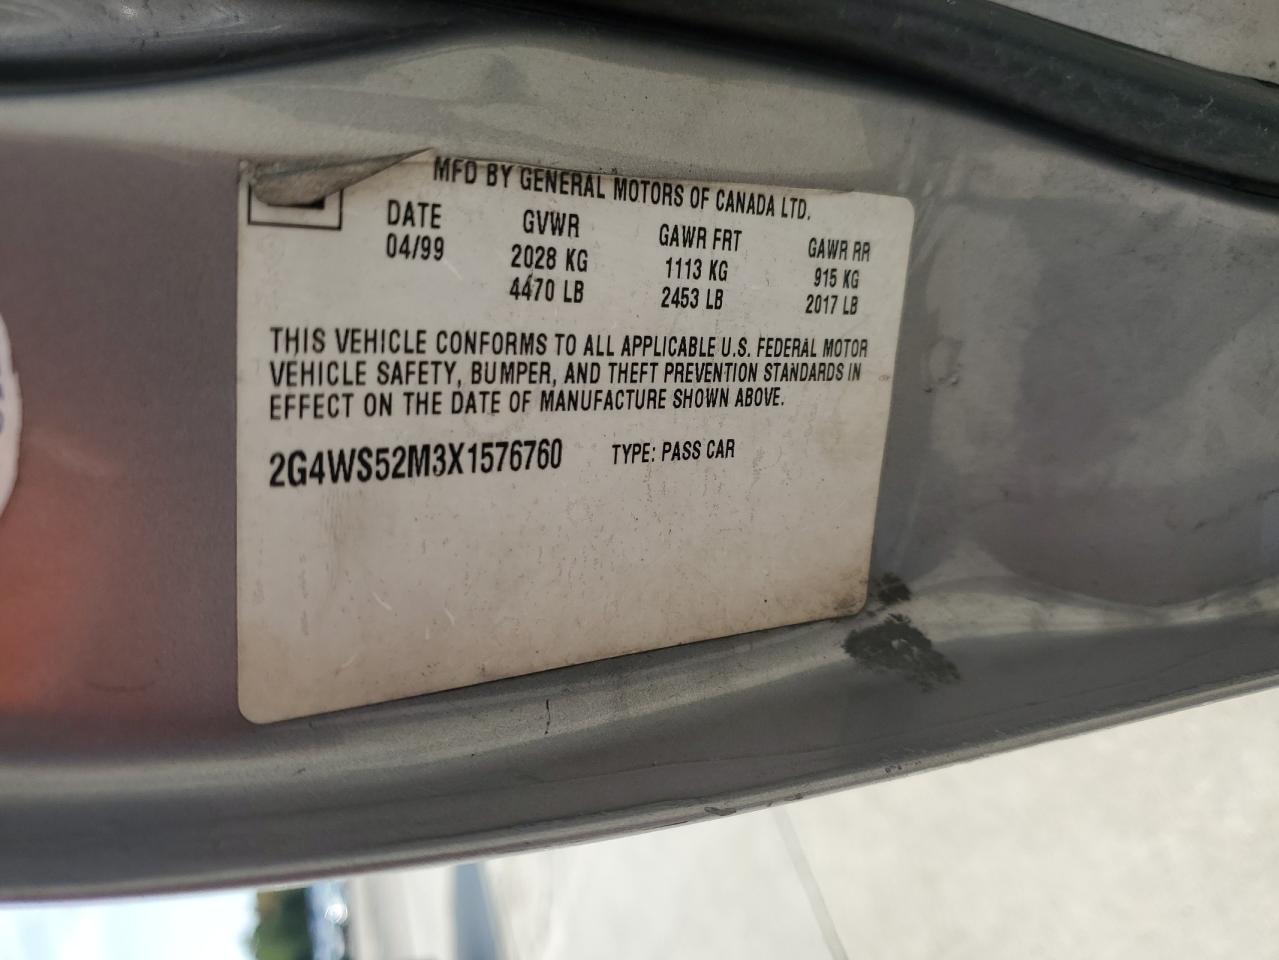 MFD BY GENERAL MOTORS OF CANADA LTD.
DATE GVWR GAWR FRT GAWR RR
04/99 2028 KG 1113 KG 915 KG
4470 LB 2453 LB 2017 LB
THIS VEHICLE CONFORMS TO ALL APPLICABLE U.S. FEDERAL MOTOR
VEHICLE SAFETY, BUMPER, AND THEFT PREVENTION STANDARDS IN
EFFECT ON THE DATE OF MANUFACTURE SHOWN ABOVE.
2G4WS52M3X1576760 TYPE: PASS CAR